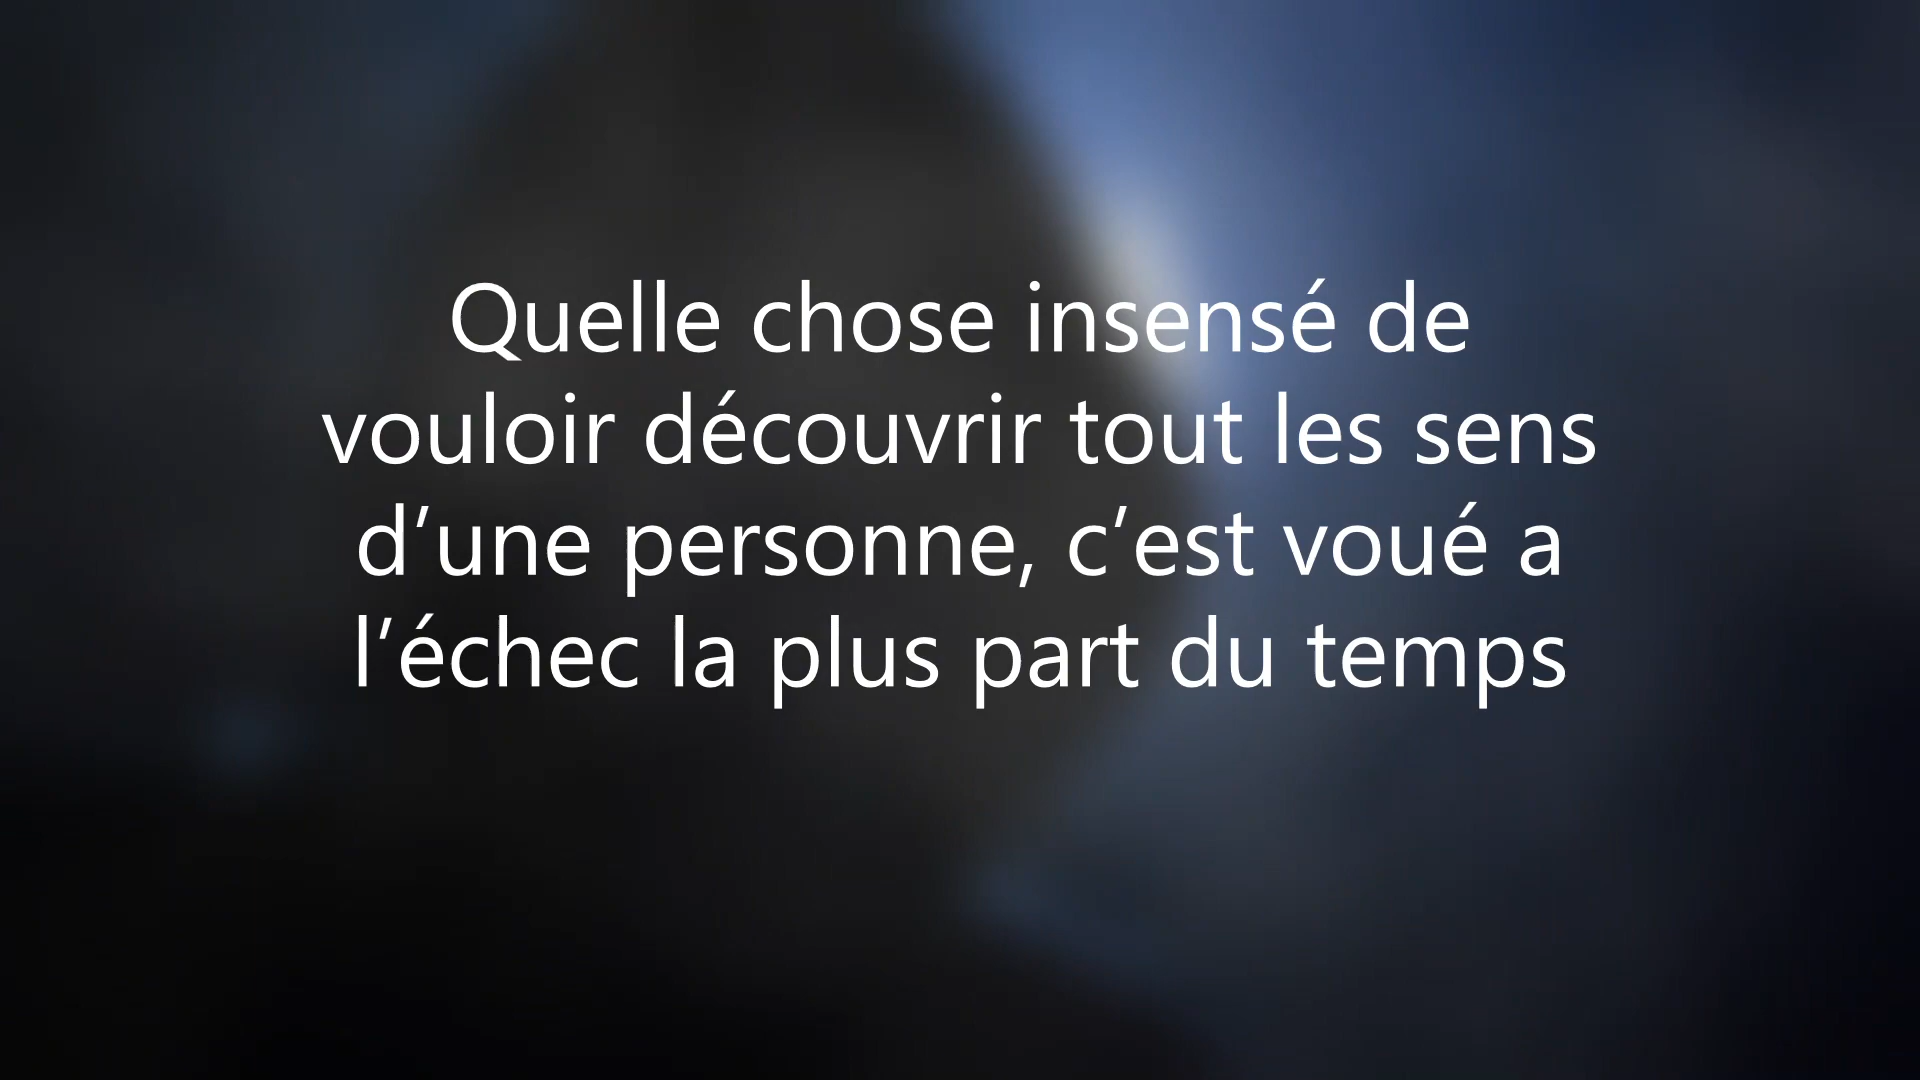 Quelle chose insensé de
vouloir découvrir tout les sens
d’une personne, c’est voué a
l’échec la plus part du temps